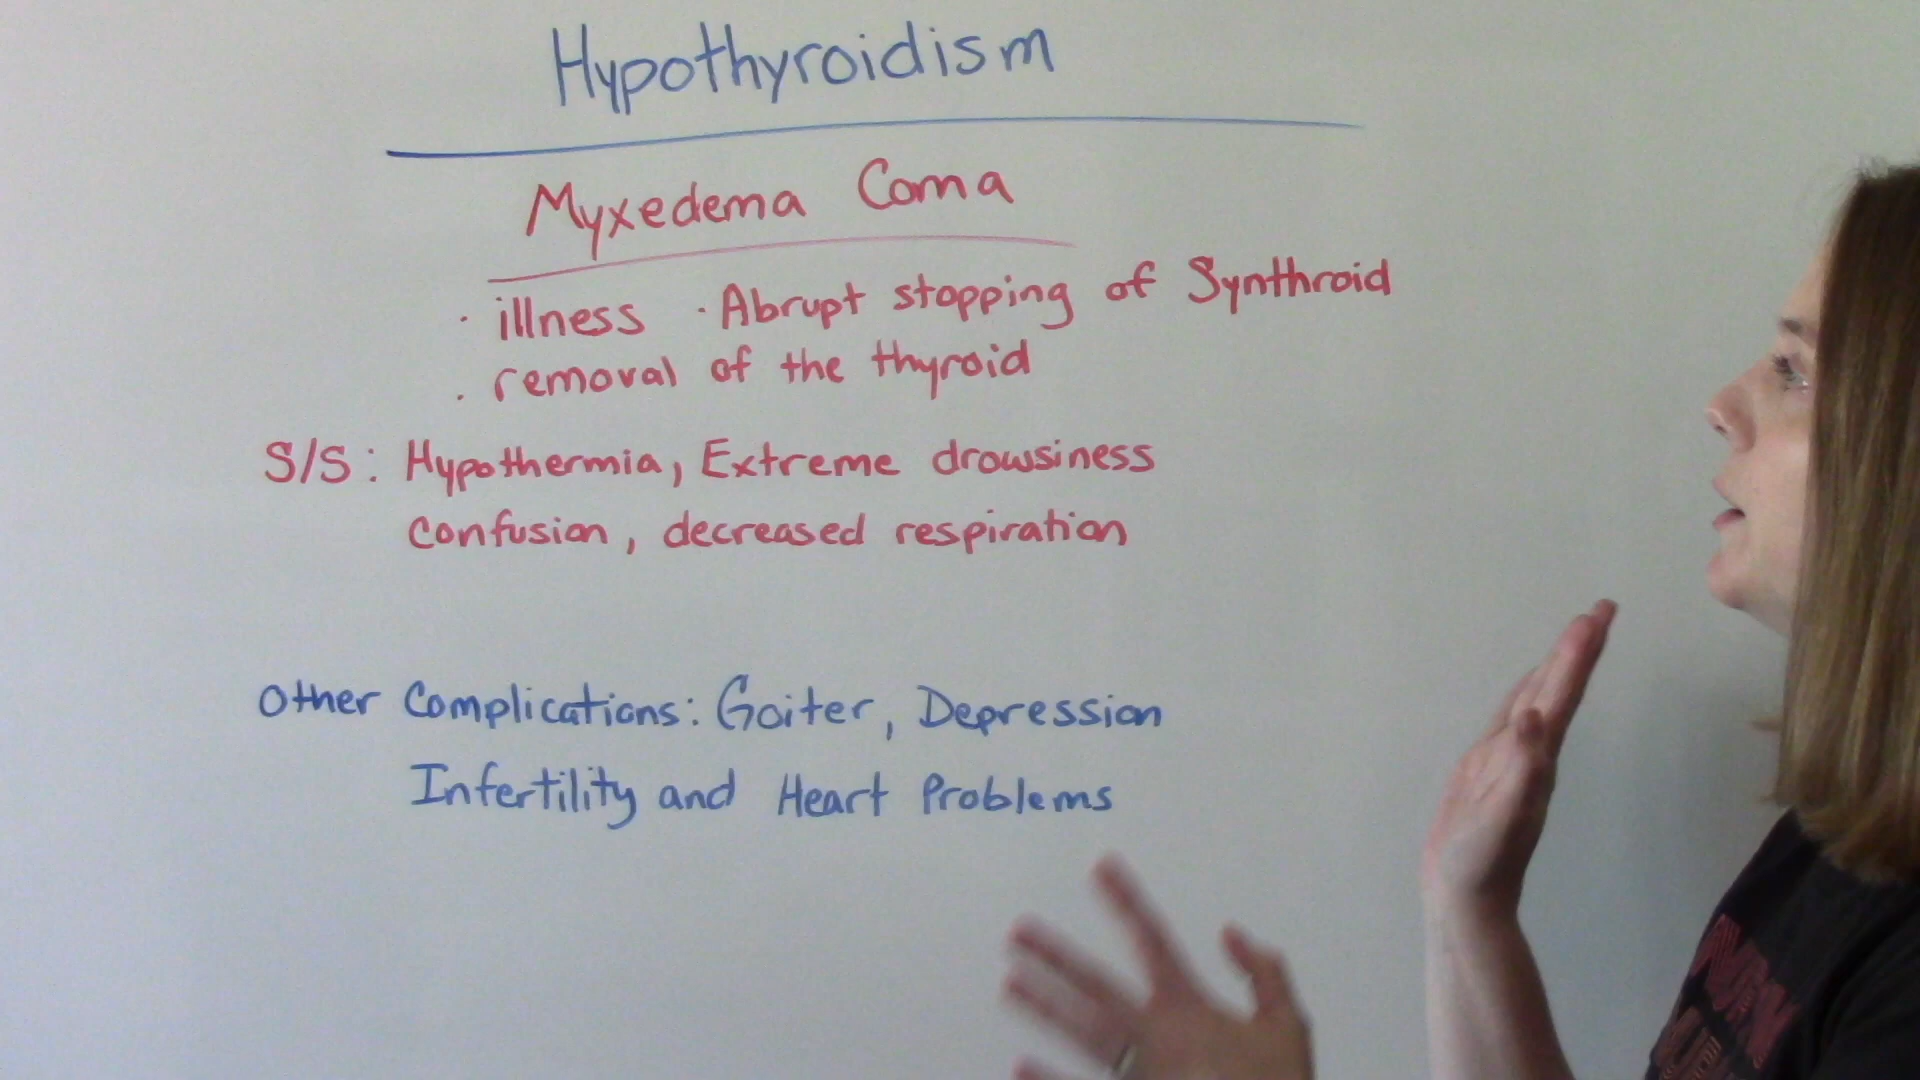 Hypothyroidism
Myxedema Coma
· illness · Abrupt stopping of Synthroid
· removal of the thyroid
S/S: Hypothermia, Extreme drowsiness
confusion, decreased respiration
Other Complications: Goiter, Depression
Infertility and Heart Problems